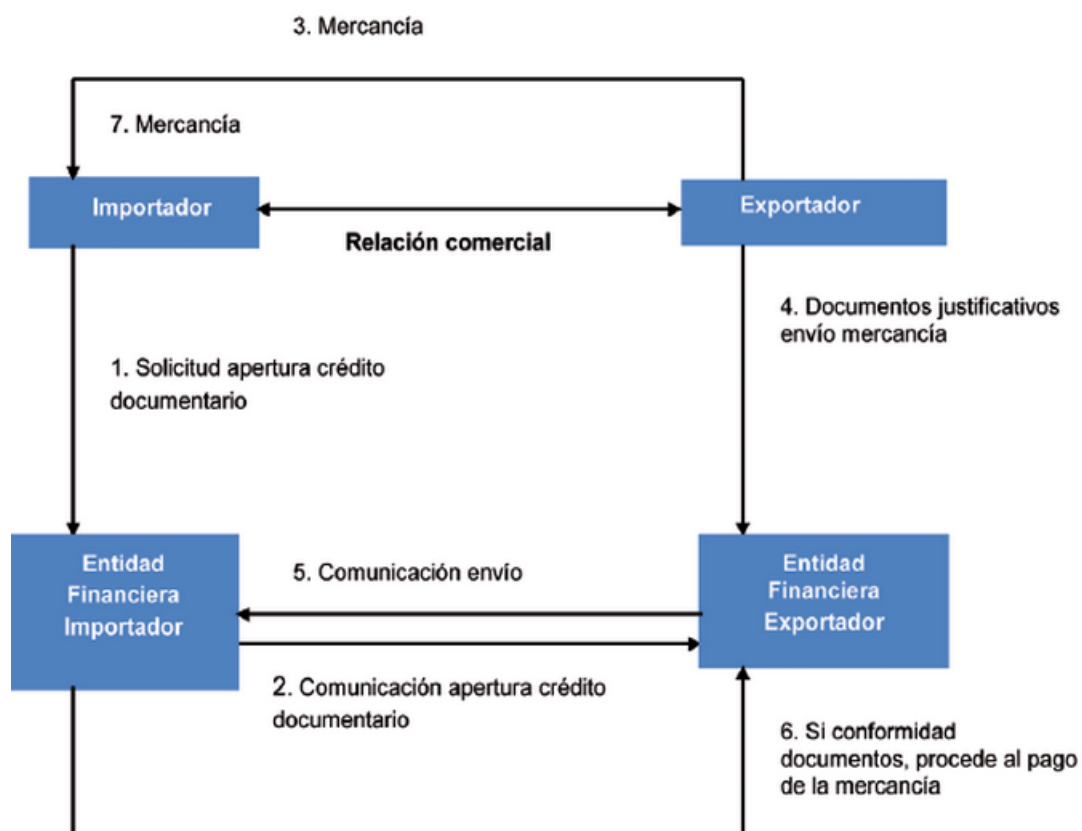 3. Mercancía
7. Mercancía
Importador
Exportador
Relación comercial
4. Documentos justificativos
envío mercancía
1. Solicitud apertura crédito
documentario
Entidad
Financiera
Importador
5. Comunicación envío
Entidad
Financiera
Exportador
2. Comunicación apertura crédito
documentario
6. Si conformidad
documentos, procede al pago
de la mercancía